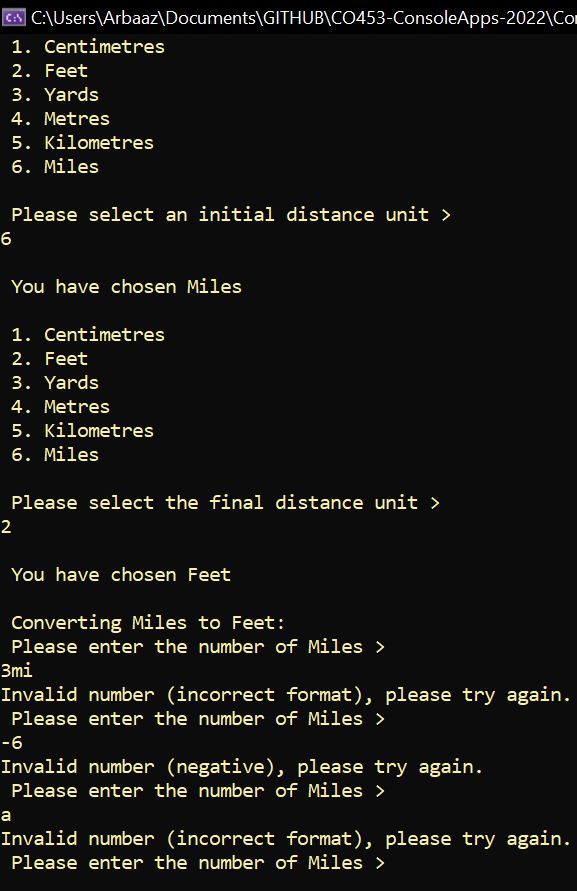 C:\Users\Arbaaz\Documents\GITHUB\CO453-ConsoleApps-2022\Con
1. Centimetres
2. Feet
3. Yards
4. Metres
5. Kilometres
6. Miles
Please select an initial distance unit >
6
You have chosen Miles
1. Centimetres
2. Feet
3. Yards
4. Metres
5. Kilometres
6. Miles
Please select the final distance unit >
2
You have chosen Feet
Converting Miles to Feet:
Please enter the number of Miles >
3mi
Invalid number (incorrect format), please try again.
Please enter the number of Miles >
-6
Invalid number (negative), please try again.
Please enter the number of Miles >
a
Invalid number (incorrect format), please try again.
Please enter the number of Miles >